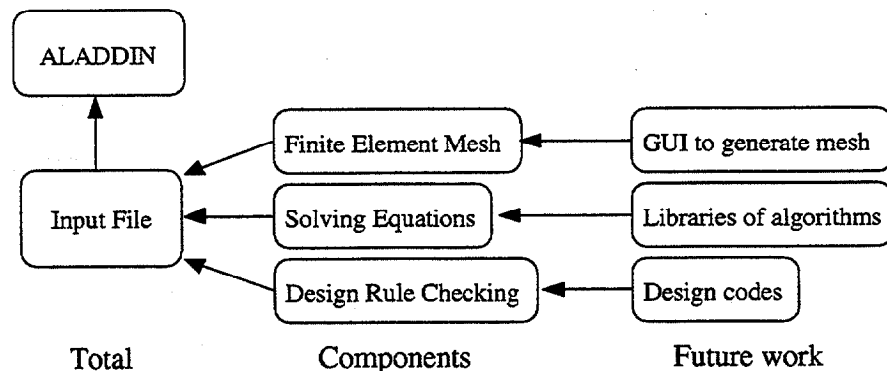 ALADDIN
Finite Element Mesh
GUI to generate mesh
Input File
Solving Equations
Libraries of algorithms
Design Rule Checking
Design codes
Total
Components
Future work